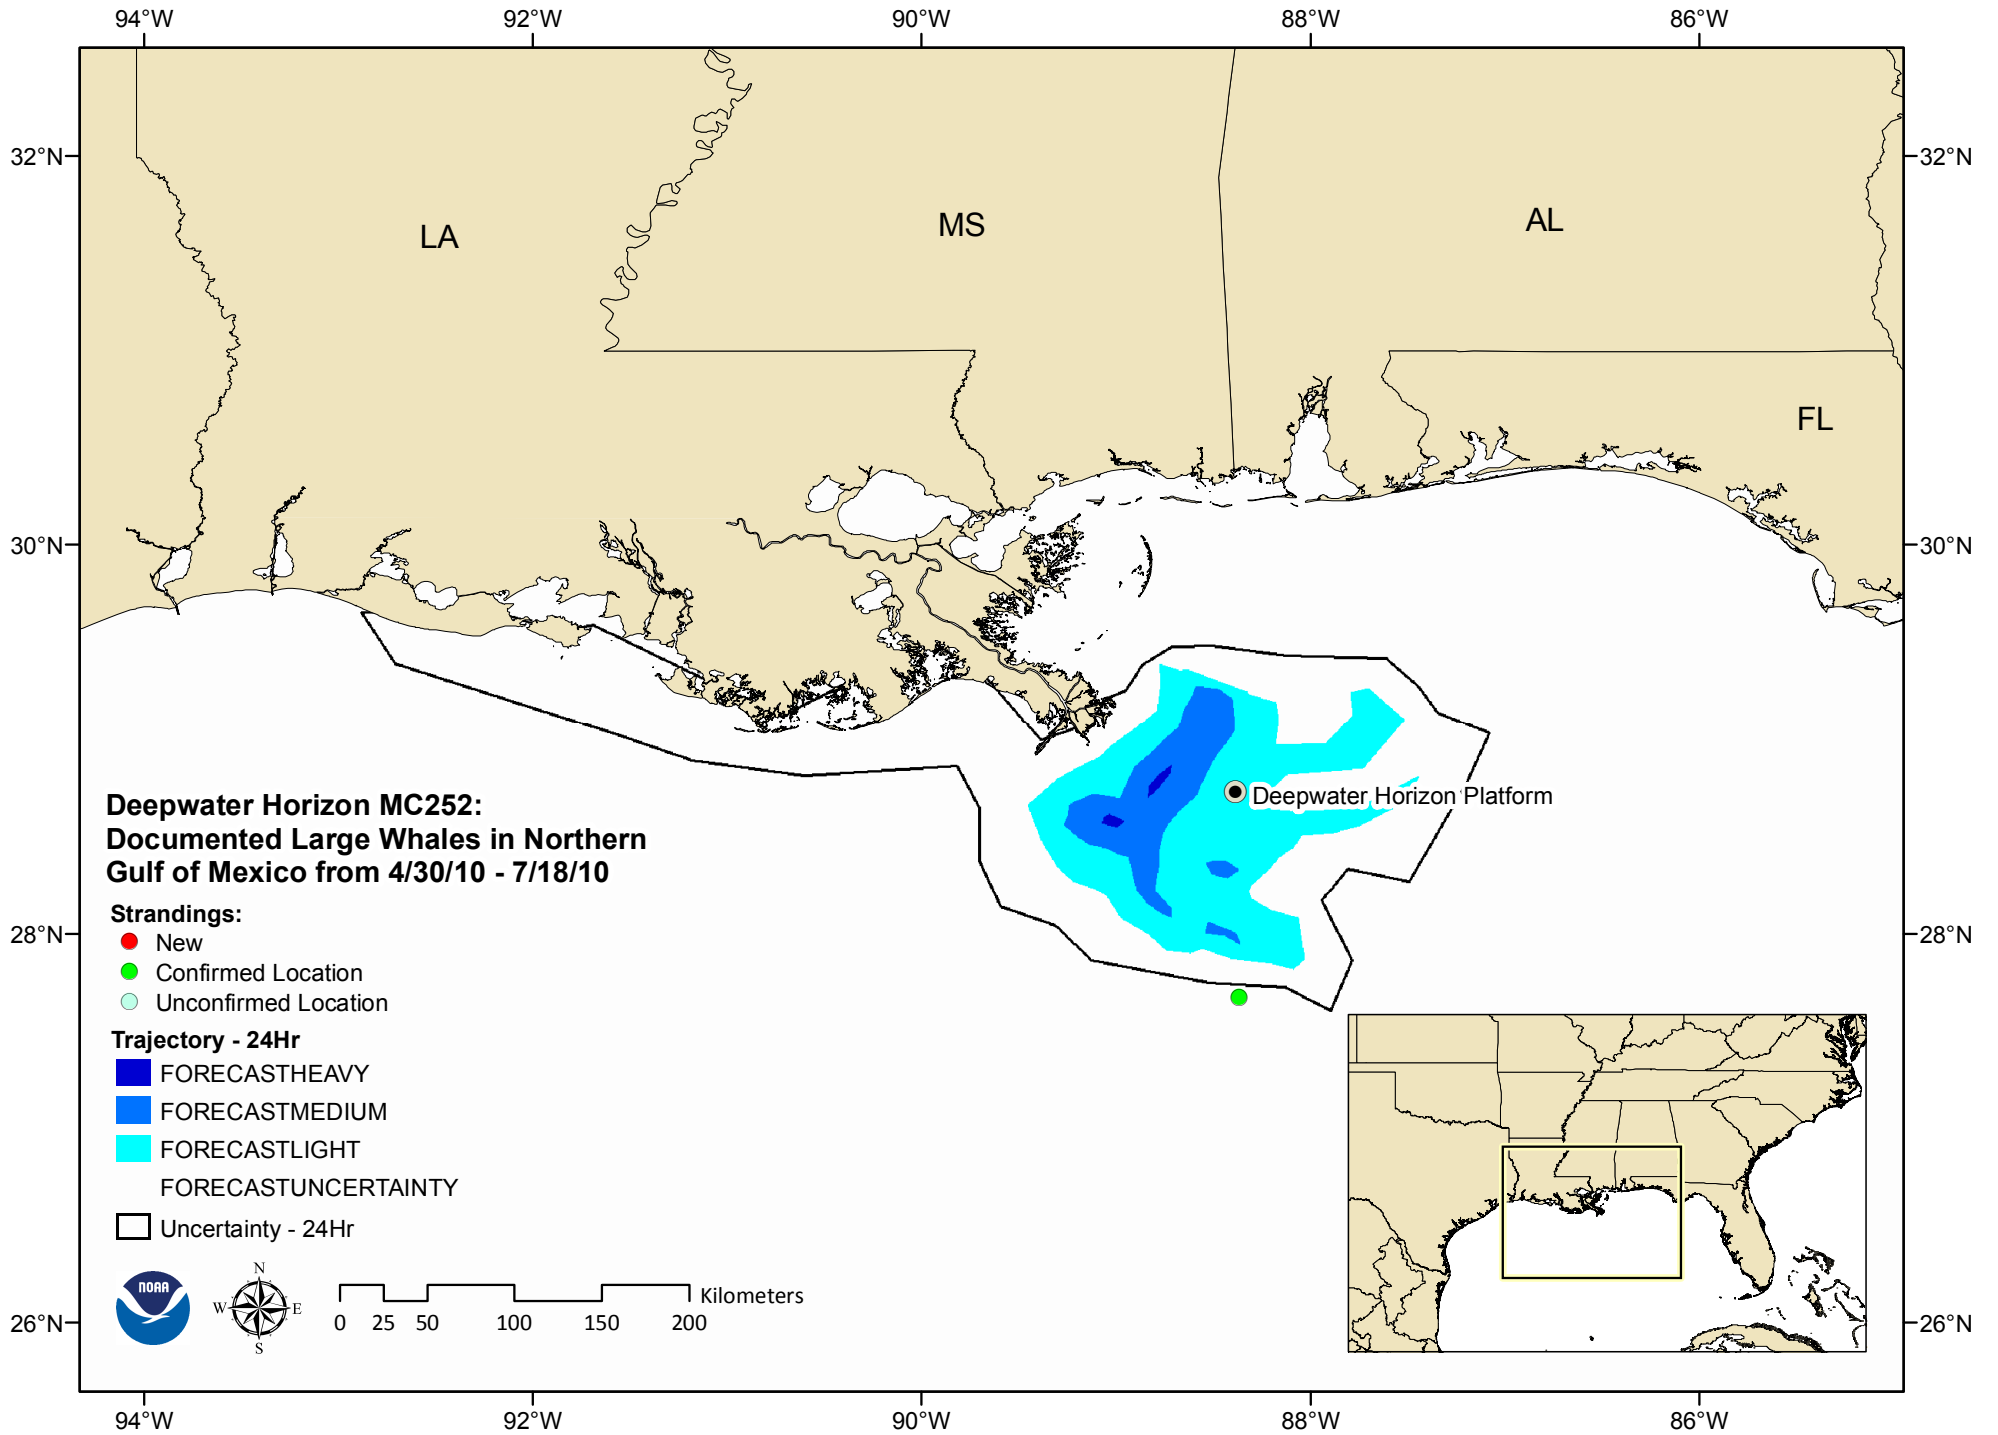 94°W 92°W 90°W 88°W 86°W
32°N 32°N
LA MS AL
FL
30°N 30°N
Deepwater Horizon Platform
Deepwater Horizon MC252:
Documented Large Whales in Northern
Gulf of Mexico from 4/30/10 - 7/18/10
Strandings:
New
Confirmed Location
Unconfirmed Location
28°N 28°N
Trajectory - 24Hr
FORECASTHEAVY
FORECASTMEDIUM
FORECASTLIGHT
FORECASTUNCERTAINTY
Uncertainty - 24Hr
NOAA
N
W E
S
Kilometers
0 25 50 100 150 200
26°N 26°N
94°W 92°W 90°W 88°W 86°W